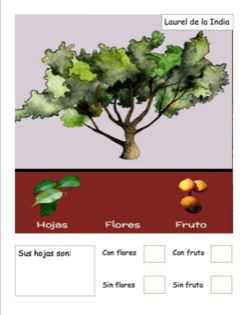 Laurel de la India
Hojas Flores Fruto
Sus hojas son: Con flores Con fruto
Sin flores Sin fruto